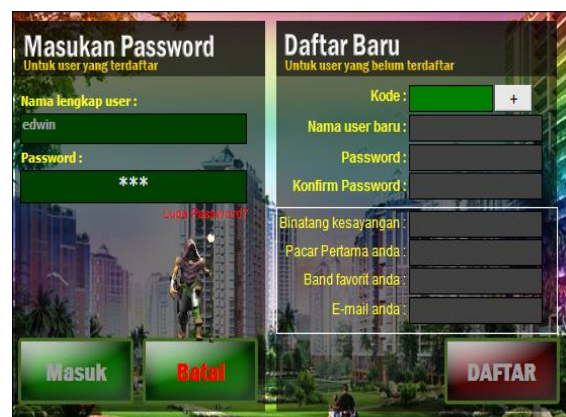 Masukan Password
Untuk user yang terdaftar
Nama lengkap user :
edwin
Password :
***
Lupa Password?
Masuk
Batal
Daftar Baru
Untuk user yang belum terdaftar
Kode :
+
Nama user baru :
Password :
Konfirm Password :
Binatang kesayangan :
Pacar Pertama anda :
Band favorit anda :
E-mail anda :
DAFTAR